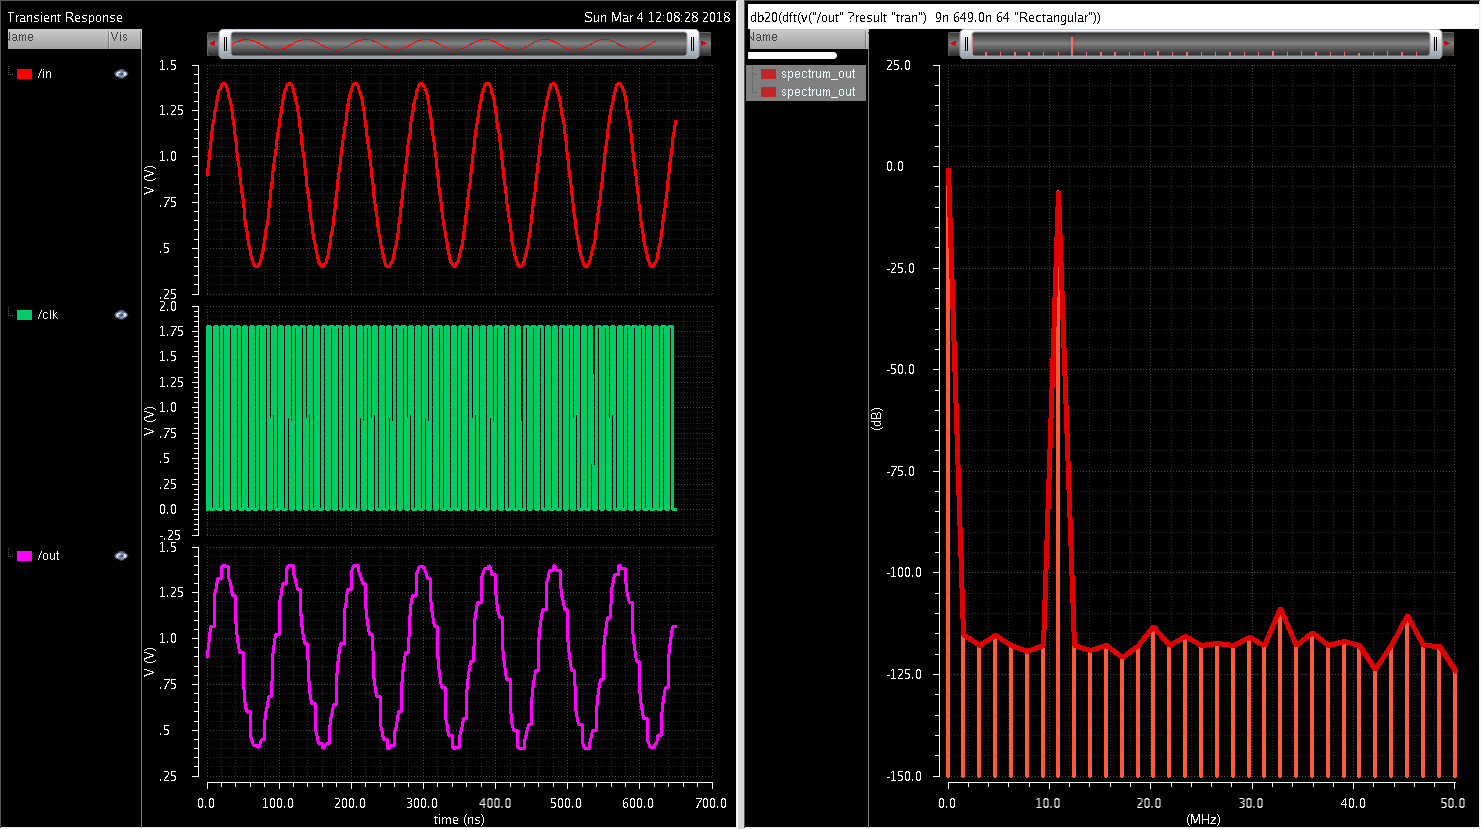 Transient Response Sun Mar 4 12:08:28 2018
Name Vis
/in
1.5
1.25
1.0
.75
.5
.25
V (V)
/clk
2.0
1.75
1.5
1.25
1.0
.75
.5
.25
0.0
-.25
V (V)
/out
1.5
1.25
1.0
.75
.5
.25
V (V)
0.0 100.0 200.0 300.0 400.0 500.0 600.0 700.0
time (ns)
db20(dft(v("/out" ?result "tran") 9n 649.0n 64 "Rectangular"))
Name
spectrum_out
spectrum_out
25.0
0.0
-25.0
-50.0
-75.0
-100.0
-125.0
-150.0
(dB)
0.0 10.0 20.0 30.0 40.0 50.0
(MHz)